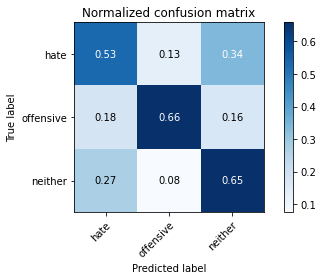 Normalized confusion matrix
True label
hate
offensive
neither
0.53 0.13 0.34
0.18 0.66 0.16
0.27 0.08 0.65
hate
offensive
neither
Predicted label
0.6
0.5
0.4
0.3
0.2
0.1